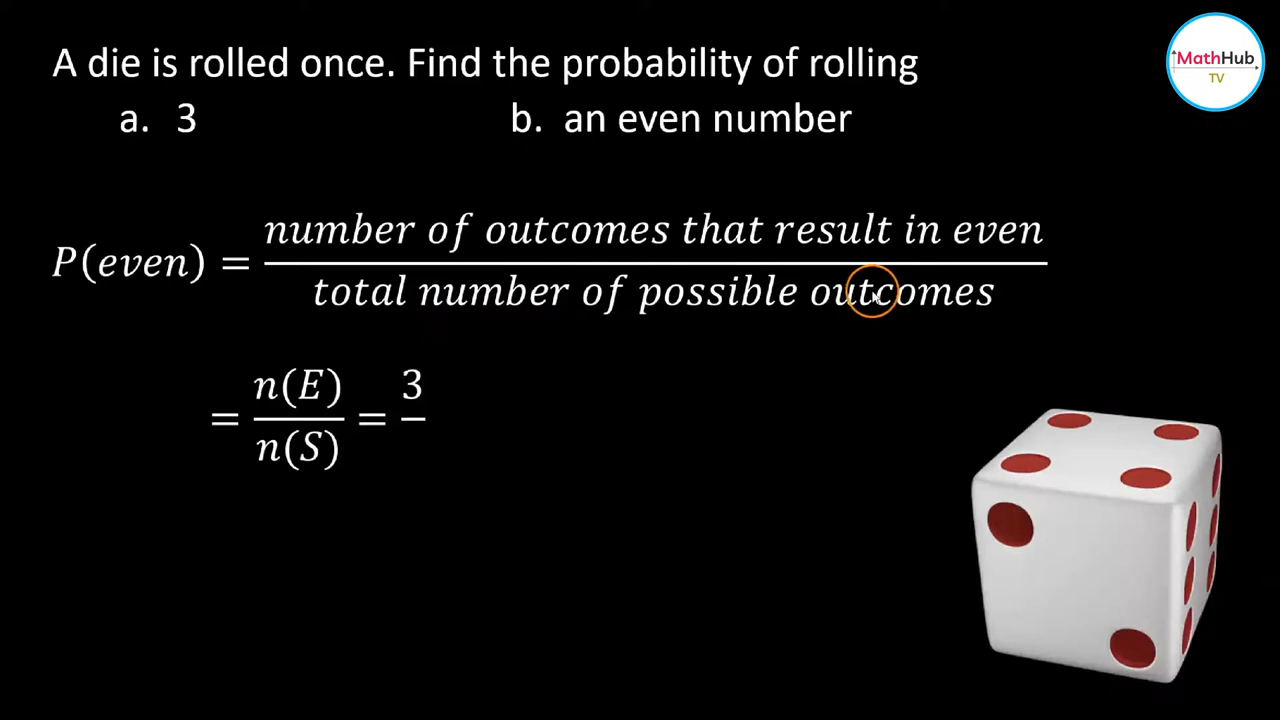 A die is rolled once. Find the probability of rolling
a. 3 b. an even number
MathHub
TV
P(even) = number of outcomes that result in even
total number of possible outcomes
= n(E) = 3
n(S)